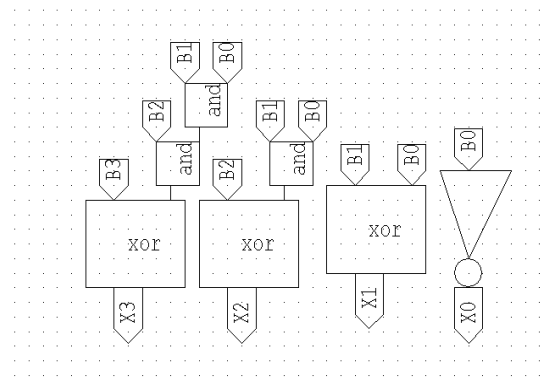 B1 B0
and
B2 B1 B0
and and
B3 B2 B1 B0 B0
xor xor xor
X3 X2 X1 X0